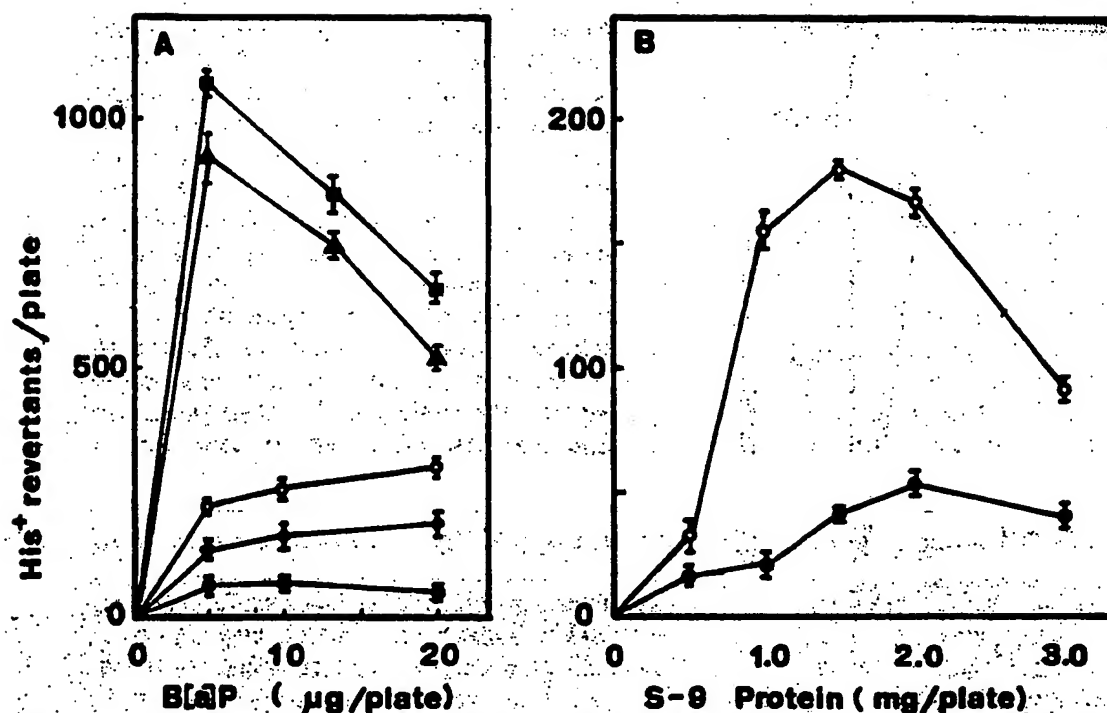 A
B
His⁺ revertants/plate
1000
500
0
200
100
0
0
10
20
0
1.0
2.0
3.0
B[a]P ( μg/plate)
S-9 Protein ( mg/plate)